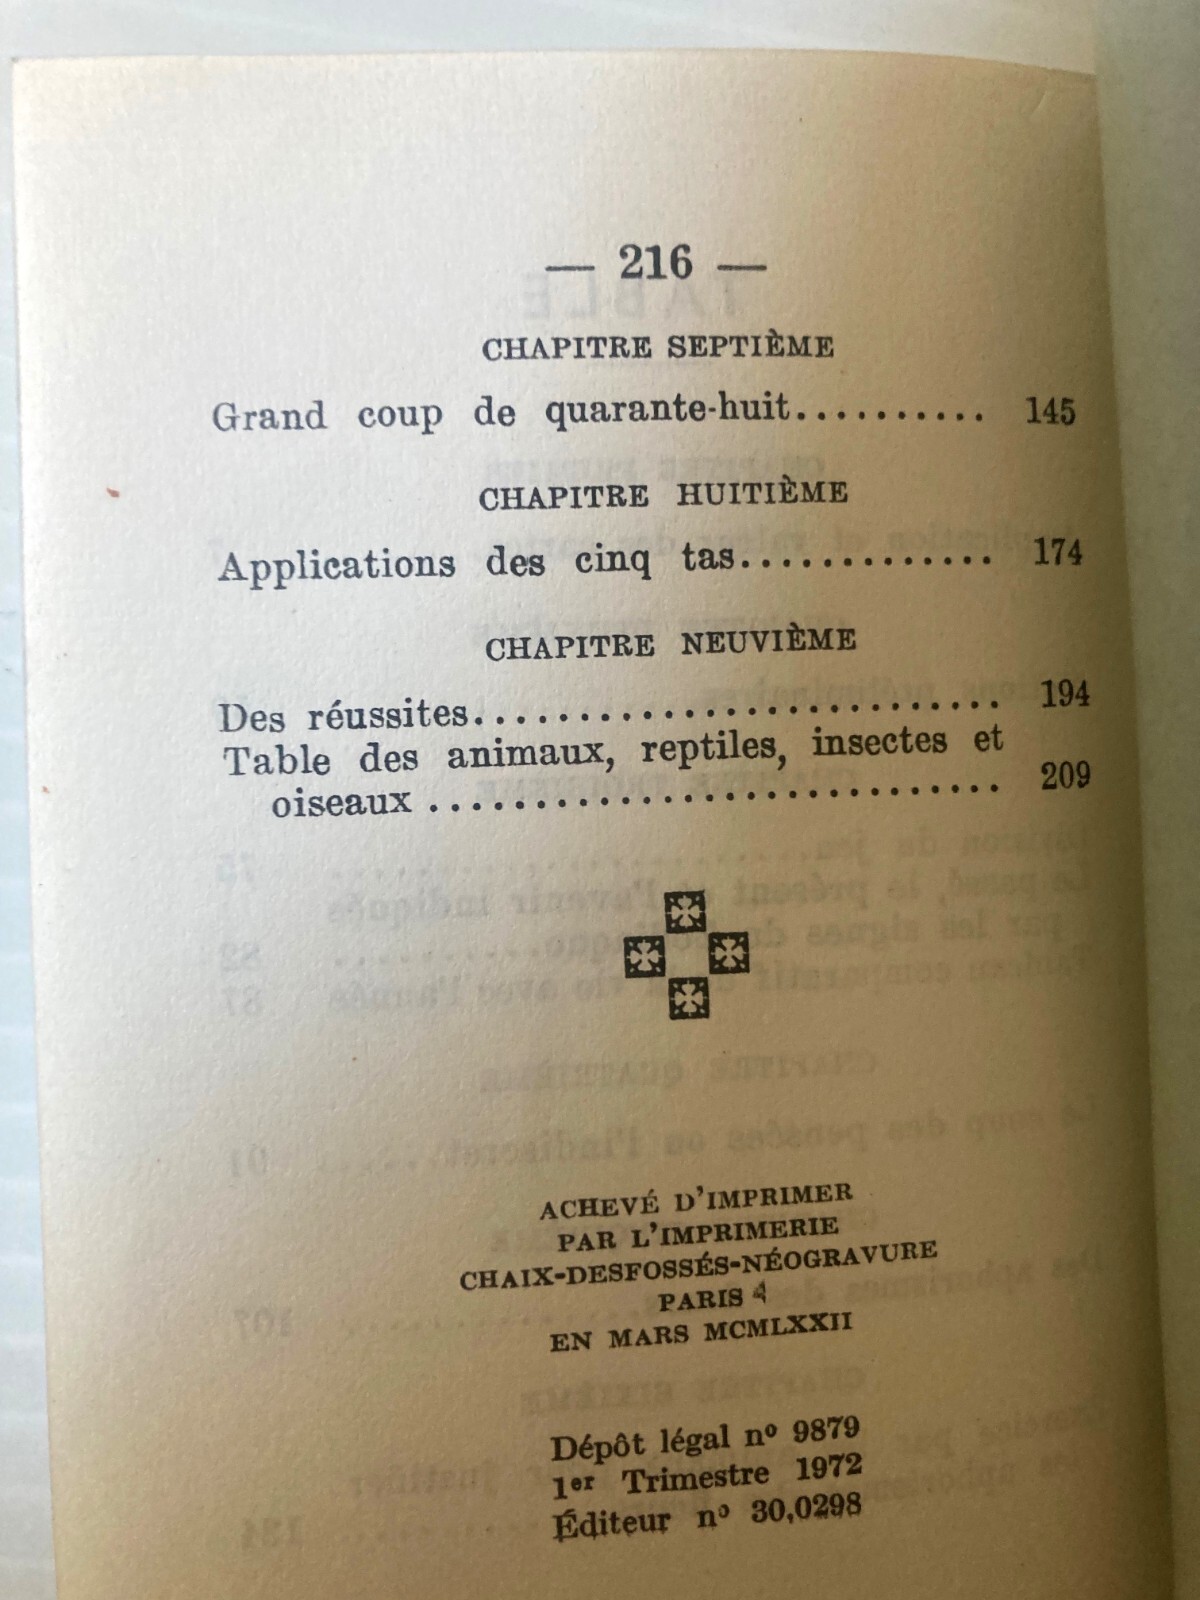 — 216 —
CHAPITRE SEPTIÈME
Grand coup de quarante-huit.......... 145
CHAPITRE HUITIÈME
Applications des cinq tas............. 174
CHAPITRE NEUVIÈME
Des réussites........................... 194
Table des animaux, reptiles, insectes et
oiseaux ............................. 209
ACHEVÉ D'IMPRIMER
PAR L'IMPRIMERIE
CHAIX-DESFOSSÉS-NÉOGRAVURE
PARIS
EN MARS MCMLXXII
Dépôt légal nº 9879
1er Trimestre 1972
Éditeur nº 30,0298